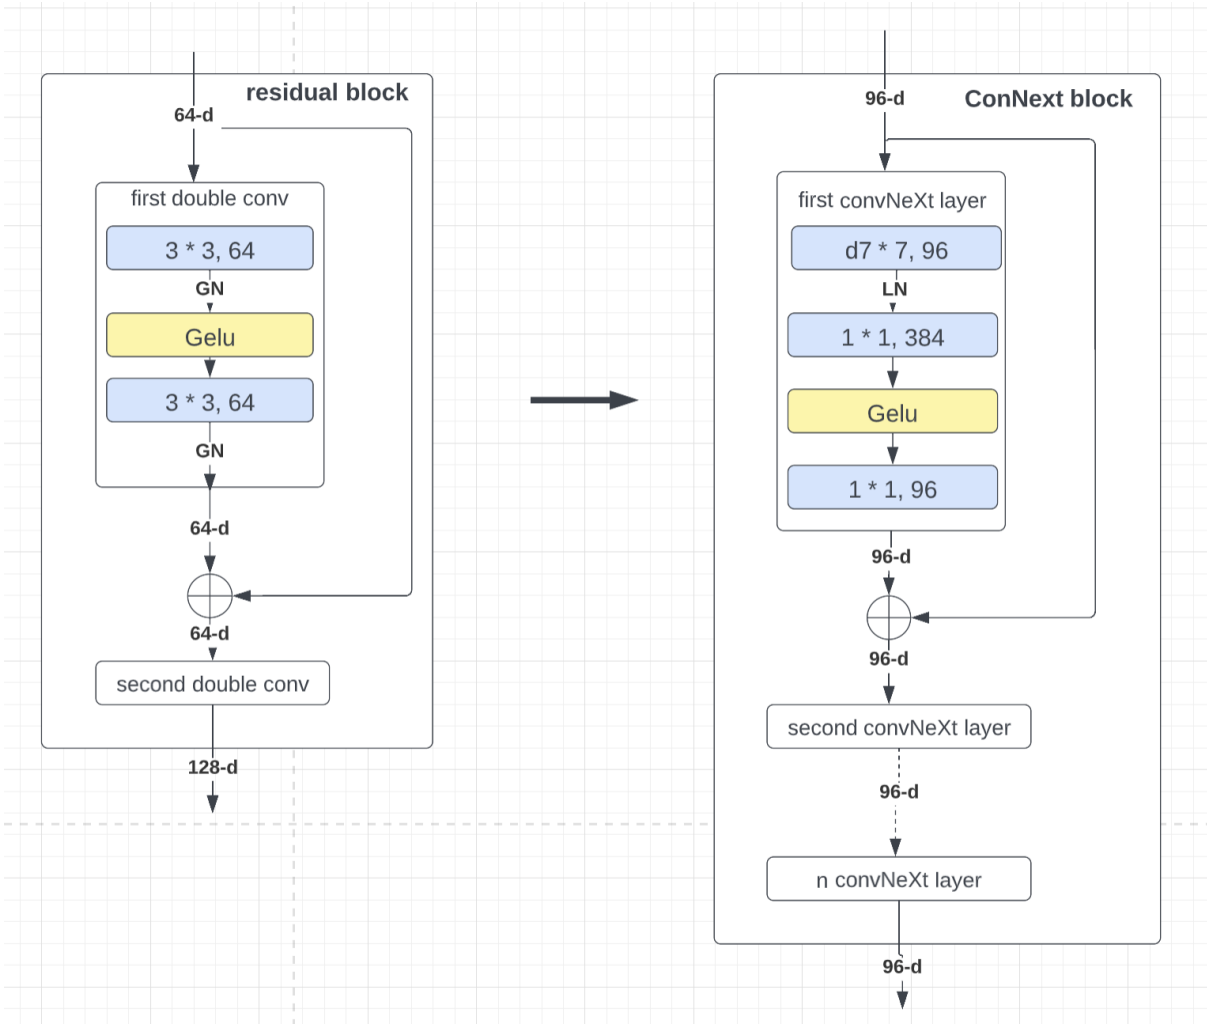 residual block
64-d
first double conv
3 * 3, 64
GN
Gelu
3 * 3, 64
GN
64-d
64-d
second double conv
128-d
96-d
ConNext block
first convNeXt layer
d7 * 7, 96
LN
1 * 1, 384
Gelu
1 * 1, 96
96-d
96-d
second convNeXt layer
96-d
n convNeXt layer
96-d